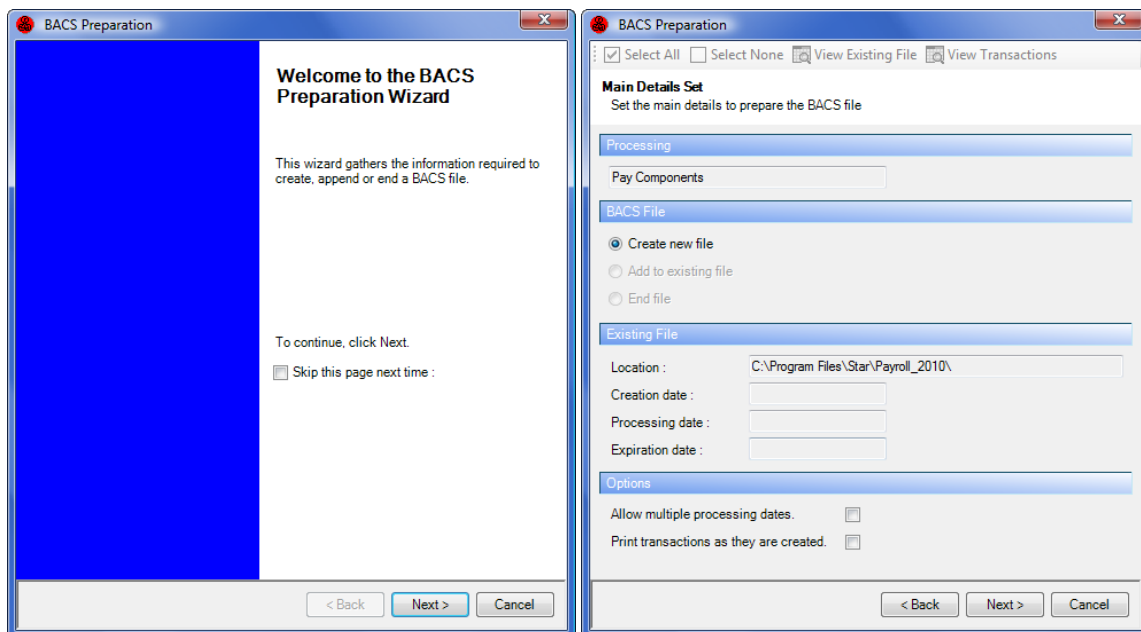 BACS Preparation
Welcome to the BACS
Preparation Wizard
This wizard gathers the information required to
create, append or end a BACS file.
To continue, click Next.
Skip this page next time :
< Back
Next >
Cancel
BACS Preparation
Select All Select None View Existing File View Transactions
Main Details Set
Set the main details to prepare the BACS file
Processing
Pay Components
BACS File
Create new file
Add to existing file
End file
Existing File
Location : C:\Program Files\Star\Payroll_2010\
Creation date :
Processing date :
Expiration date :
Options
Allow multiple processing dates.
Print transactions as they are created.
< Back
Next >
Cancel